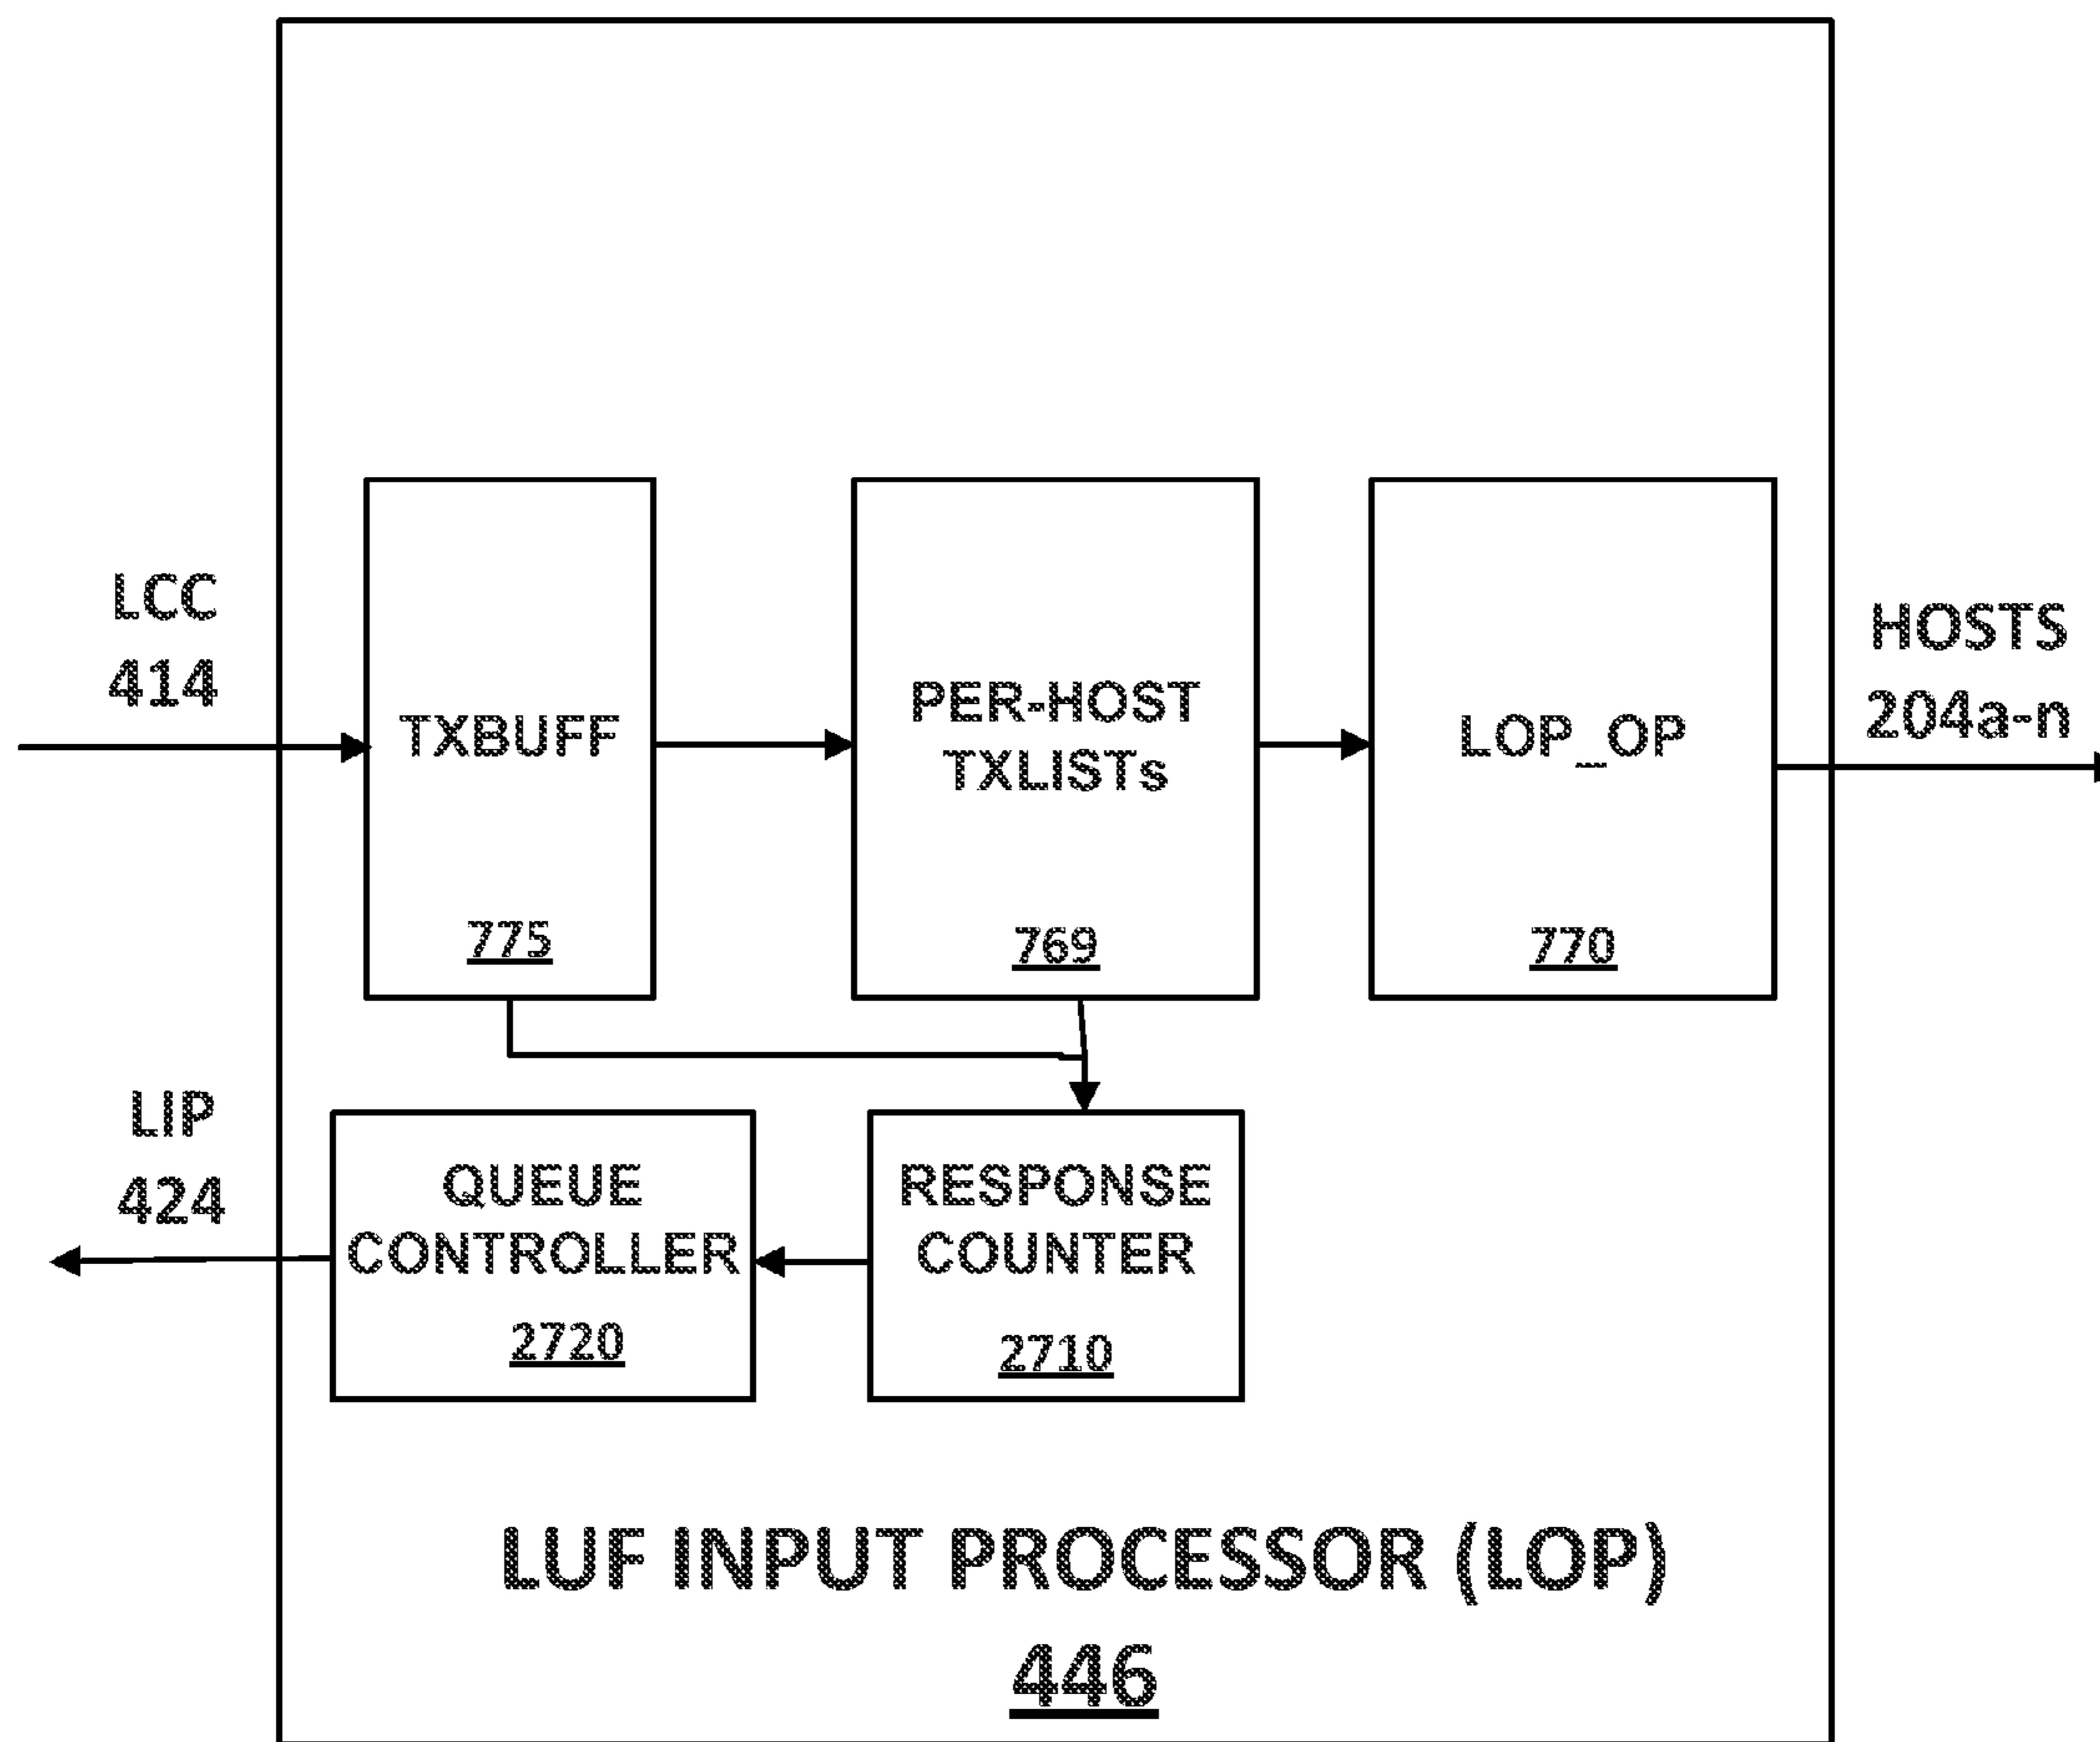 LCC
414
TXBUFF
775
PER-HOST
TXLISTs
769
LOP_OP
770
HOSTS
204a-n
LIP
424
QUEUE
CONTROLLER
2720
RESPONSE
COUNTER
2710
LUF INPUT PROCESSOR (LOP)
446